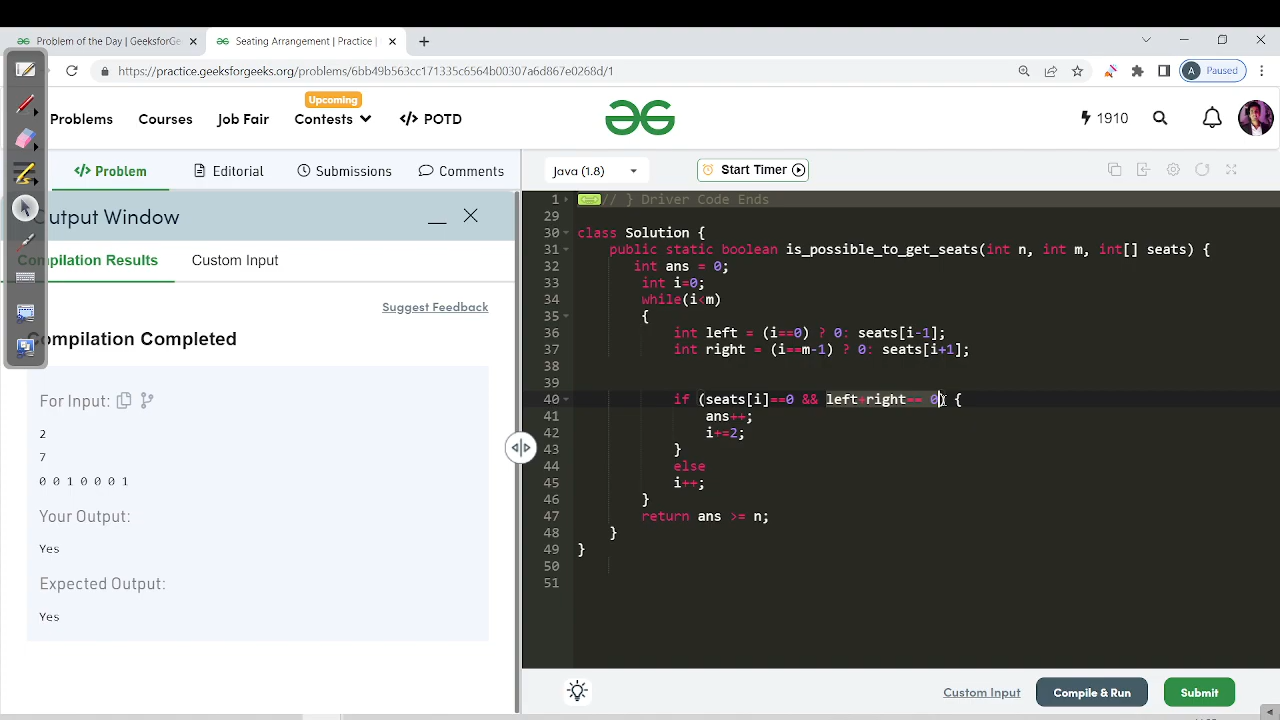 Problem of the Day | GeeksforGe
Seating Arrangement | Practice |
https://practice.geeksforgeeks.org/problems/
A Paused
Problems
Courses
Job Fair
Upcoming
Contests
</> POTD
1910
</> Problem
Editorial
Submissions
Comments
Java (1.8)
Start Timer
utput Window
Compilation Results
Custom Input
Suggest Feedback
ompilation Completed
For Input:
2
7
0 0 1 0 0 0 1
Your Output:
Yes
Expected Output:
Yes
1 // } Driver Code Ends
29
30 class Solution {
31 public static boolean is_possible_to_get_seats(int n, int m, int[] seats) {
32 int ans = 0;
33 int i=0;
34 while(i<m)
35 {
36 int left = (i==0) ? 0: seats[i-1];
37 int right = (i==m-1) ? 0: seats[i+1];
38
39
40 if (seats[i]==0 && left+right== 0) {
41 ans++;
42 i+=2;
43 }
44 else
45 i++;
46 }
47 return ans >= n;
48 }
49 }
50
51
Custom Input
Compile & Run
Submit